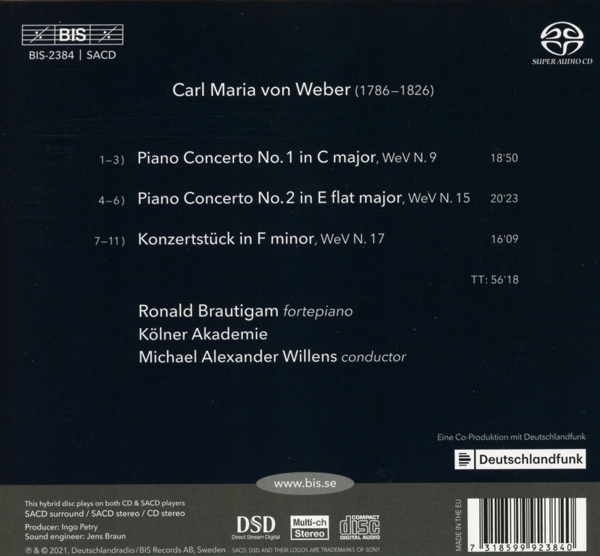 BIS
BIS-2384 | SACD
SUPER AUDIO CD
Carl Maria von Weber (1786–1826)
1–3) Piano Concerto No. 1 in C major, WeV N. 9 18'50
4–6) Piano Concerto No. 2 in E flat major, WeV N. 15 20'23
7–11) Konzertstück in F minor, WeV N. 17 16'09
TT: 56'18
Ronald Brautigam fortepiano
Kölner Akademie
Michael Alexander Willens conductor
Eine Co-Produktion mit Deutschlandfunk
Deutschlandfunk
www.bis.se
This hybrid disc plays on both CD & SACD players
SACD surround / SACD stereo / CD stereo
Producer: Ingo Petry
Sound engineer: Jens Braun
℗ & © 2021, Deutschlandradio / BIS Records AB, Sweden
DSD
Direct Stream Digital
Multi-ch
Stereo
COMPACT
disc
DIGITAL AUDIO
SACD, DSD AND THEIR LOGOS ARE TRADEMARKS OF SONY
MADE IN THE EU
7 318599 923840